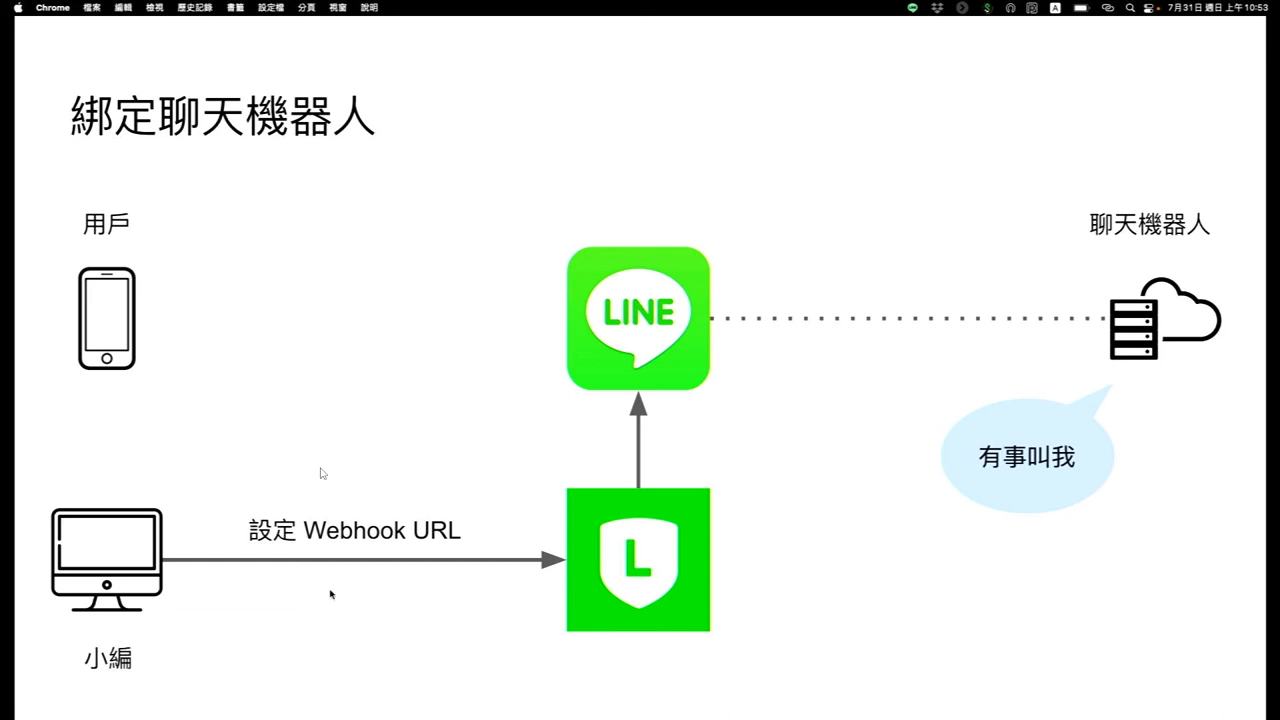 Chrome 檔案 編輯 檢視 歷史記錄 書籤 設定檔 分頁 視窗 說明
A 7月31日 週日 上午10:53
綁定聊天機器人
用戶
聊天機器人
LINE
有事叫我
設定 Webhook URL
L
小編